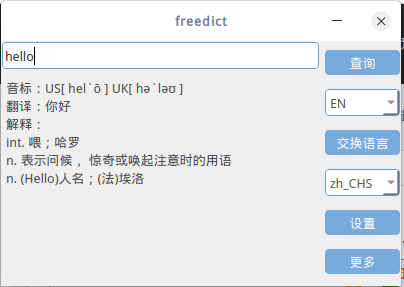 freedict
hello
查询
音标：US[ helˈō ] UK[ həˈləʊ ]
翻译：你好
解释：
int. 喂；哈罗
n. 表示问候， 惊奇或唤起注意时的用语
n. (Hello)人名；(法)埃洛
EN
交换语言
zh_CHS
设置
更多